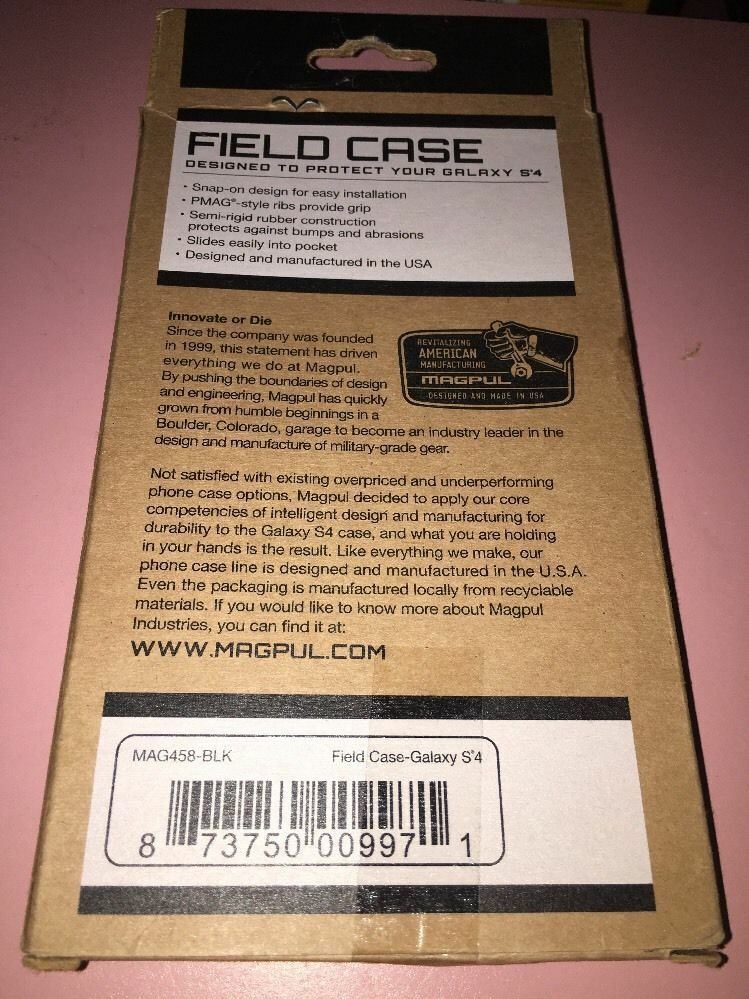 FIELD CASE
DESIGNED TO PROTECT YOUR GALAXY S®4
• Snap-on design for easy installation
• PMAG®-style ribs provide grip
• Semi-rigid rubber construction
protects against bumps and abrasions
• Slides easily into pocket
• Designed and manufactured in the USA
Innovate or Die
Since the company was founded
in 1999, this statement has driven
everything we do at Magpul.
By pushing the boundaries of design
and engineering, Magpul has quickly
grown from humble beginnings in a
Boulder, Colorado, garage to become an industry leader in the
design and manufacture of military-grade gear.
REVITALIZING
AMERICAN
MANUFACTURING
MAGPUL
DESIGNED AND MADE IN USA
Not satisfied with existing overpriced and underperforming
phone case options, Magpul decided to apply our core
competencies of intelligent design and manufacturing for
durability to the Galaxy S4 case, and what you are holding
in your hands is the result. Like everything we make, our
phone case line is designed and manufactured in the U.S.A.
Even the packaging is manufactured locally from recyclable
materials. If you would like to know more about Magpul
Industries, you can find it at:
WWW.MAGPUL.COM
MAG458-BLK Field Case-Galaxy S®4
8 73750 00997 1